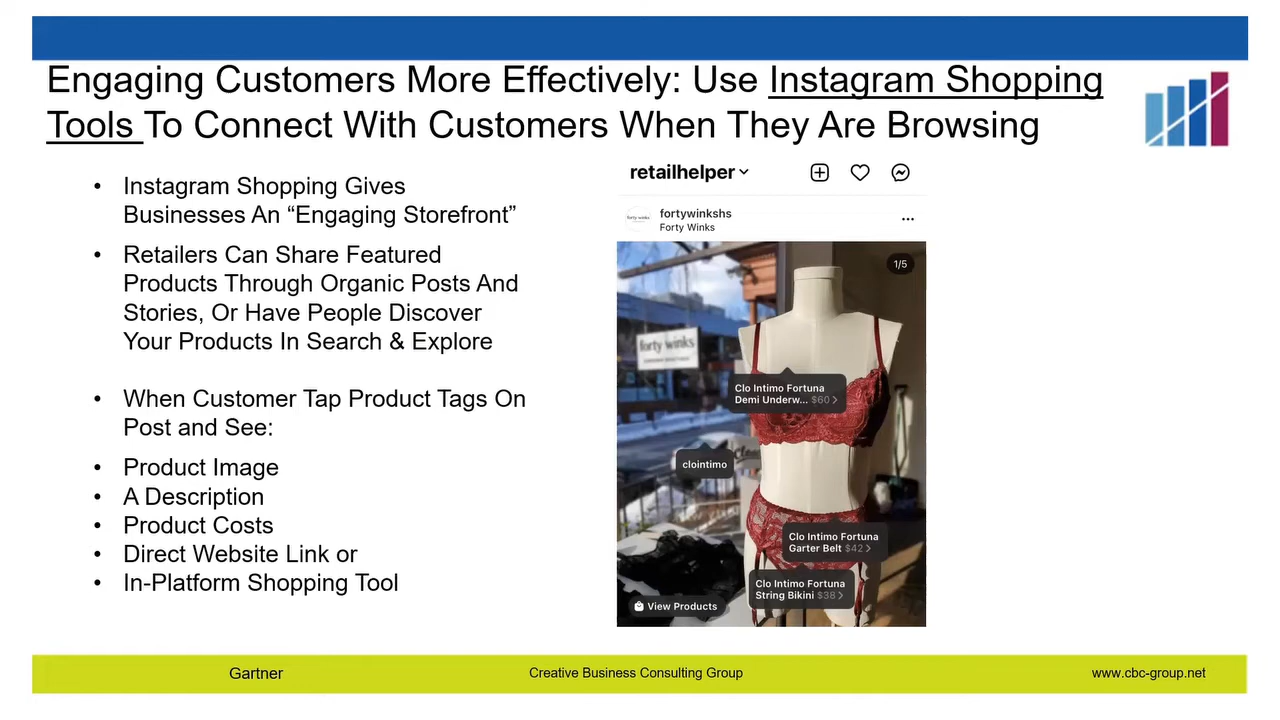 Engaging Customers More Effectively: Use Instagram Shopping
Tools To Connect With Customers When They Are Browsing
• Instagram Shopping Gives
Businesses An “Engaging Storefront”
• Retailers Can Share Featured
Products Through Organic Posts And
Stories, Or Have People Discover
Your Products In Search & Explore
• When Customer Tap Product Tags On
Post and See:
• Product Image
• A Description
• Product Costs
• Direct Website Link or
• In-Platform Shopping Tool
retailhelper
forty winks
fortywinkshs
Forty Winks
1/5
forty winks
Clo Intimo Fortuna
Demi Underw... $60
clointimo
Clo Intimo Fortuna
Garter Belt $42
Clo Intimo Fortuna
String Bikini $38
View Products
Gartner
Creative Business Consulting Group
www.cbc-group.net